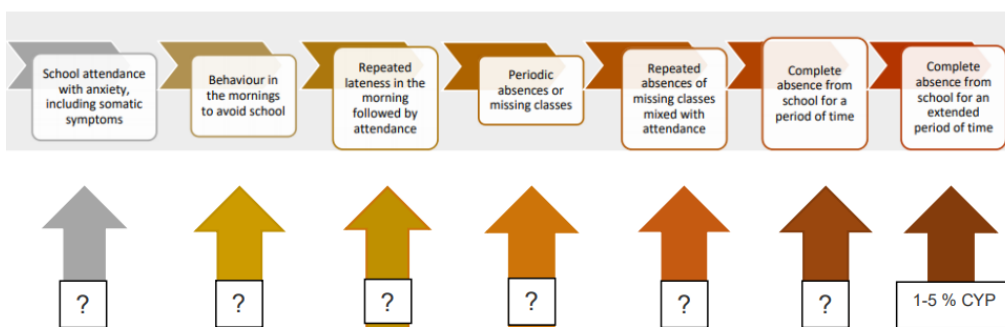 School attendance
with anxiety,
including somatic
symptoms
Behaviour in
the mornings
to avoid school
Repeated
lateness in the
morning
followed by
attendance
Periodic
absences or
missing classes
Repeated
absences of
missing classes
mixed with
attendance
Complete
absence from
school for a
period of time
Complete
absence from
school for an
extended
period of time
?
?
?
?
?
?
1-5 % CYP